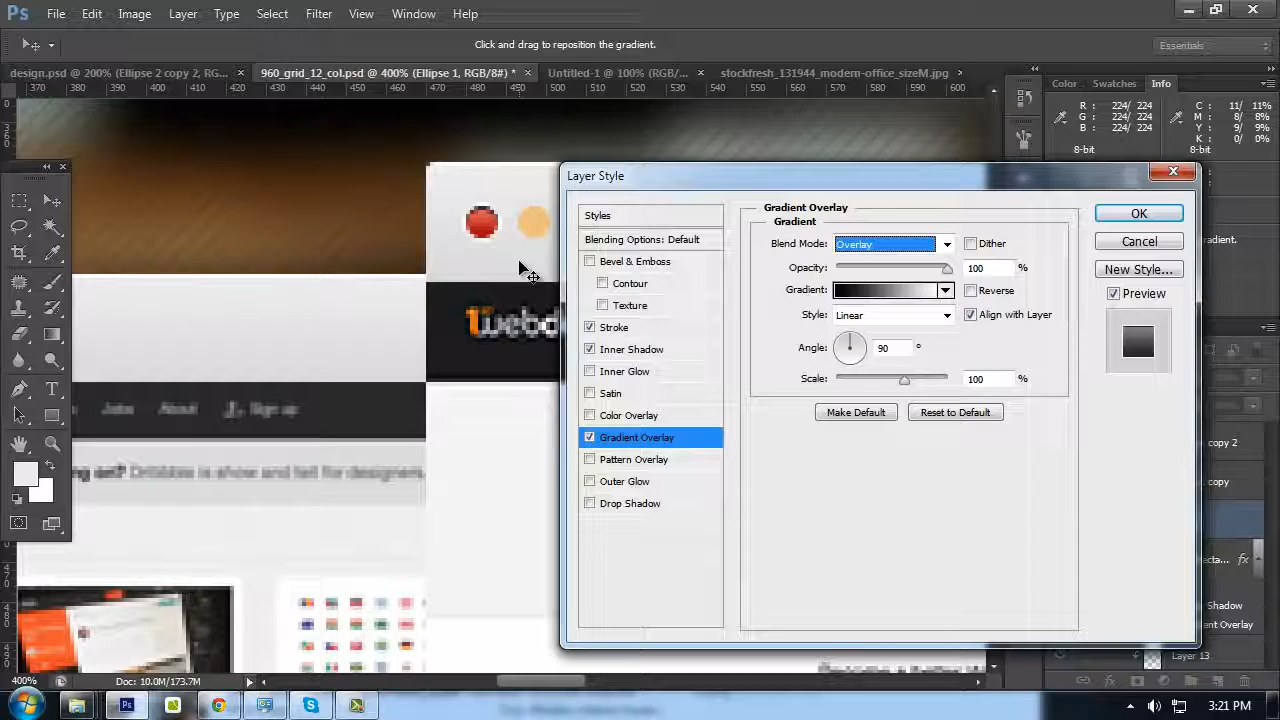 Ps File Edit Image Layer Type Select Filter View Window Help
Click and drag to reposition the gradient.
Essentials
design.psd @ 200% (Ellipse 2 copy 2, RG... × 960_grid_12_col.psd @ 400% (Ellipse 1, RGB/8#) * × Untitled-1 @ 100% (RGB/... × stockfresh_131944_modern-office_sizeM.jpg
Color Swatches Info
370 380 390 400 410 420 430 440 450 460 470 480 490 500 510 520 530 540 550 560 570 580 590 600
R : 224/ 224 C : 11/ 11%
G : 224/ 224 M : 8/ 8%
B : 224/ 224 Y : 9/ 9%
K : 0/ 0%
8-bit 8-bit
Layer Style
Styles
Blending Options: Default
Bevel & Emboss
Contour
Texture
Stroke
Inner Shadow
Inner Glow
Satin
Color Overlay
Gradient Overlay
Pattern Overlay
Outer Glow
Drop Shadow
Gradient Overlay
Gradient
Blend Mode: Overlay Dither
Opacity: 100 %
Gradient: Reverse
Style: Linear Align with Layer
Angle: 90 °
Scale: 100 %
Make Default Reset to Default
OK
Cancel
New Style...
Preview
gradient.
copy 2
copy
ecta... fx
Shadow
ent Overlay
Layer 13
webd
Jobs About Sign up
ng on? Dribbble is show and tell for designers,
400% Doc: 10.0M/173.7M
3:21 PM